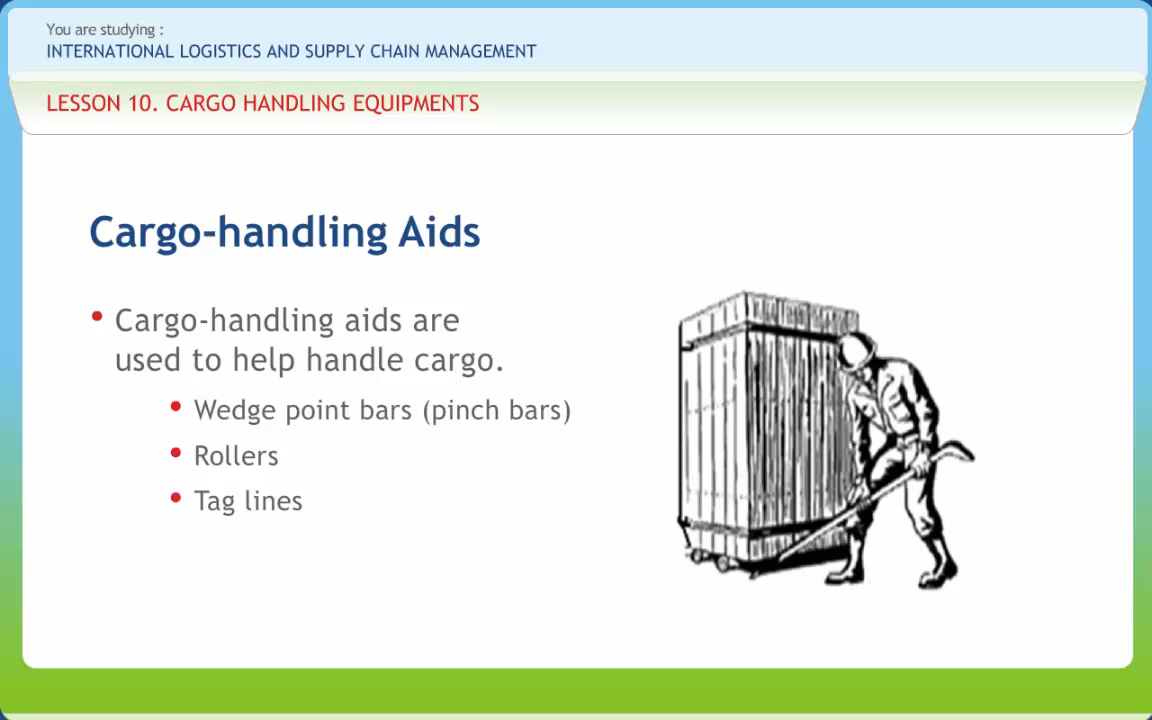 You are studying :
INTERNATIONAL LOGISTICS AND SUPPLY CHAIN MANAGEMENT
LESSON 10. CARGO HANDLING EQUIPMENTS
Cargo-handling Aids
• Cargo-handling aids are
used to help handle cargo.
• Wedge point bars (pinch bars)
• Rollers
• Tag lines